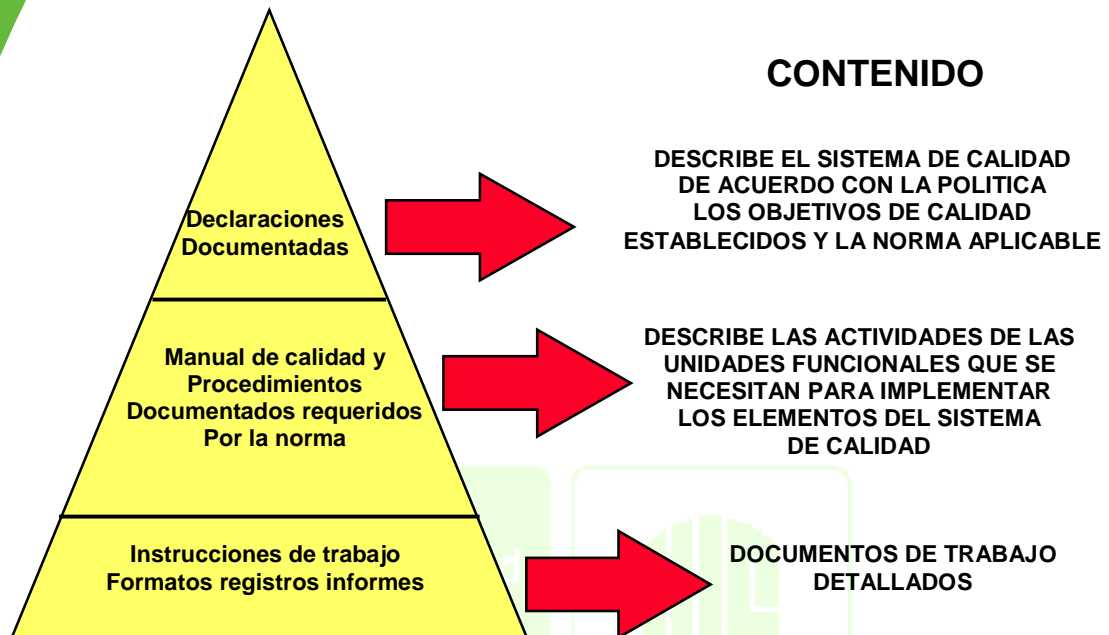 CONTENIDO
Declaraciones
Documentadas
DESCRIBE EL SISTEMA DE CALIDAD
DE ACUERDO CON LA POLITICA
LOS OBJETIVOS DE CALIDAD
ESTABLECIDOS Y LA NORMA APLICABLE
Manual de calidad y
Procedimientos
Documentados requeridos
Por la norma
DESCRIBE LAS ACTIVIDADES DE LAS
UNIDADES FUNCIONALES QUE SE
NECESITAN PARA IMPLEMENTAR
LOS ELEMENTOS DEL SISTEMA
DE CALIDAD
Instrucciones de trabajo
Formatos registros informes
DOCUMENTOS DE TRABAJO
DETALLADOS